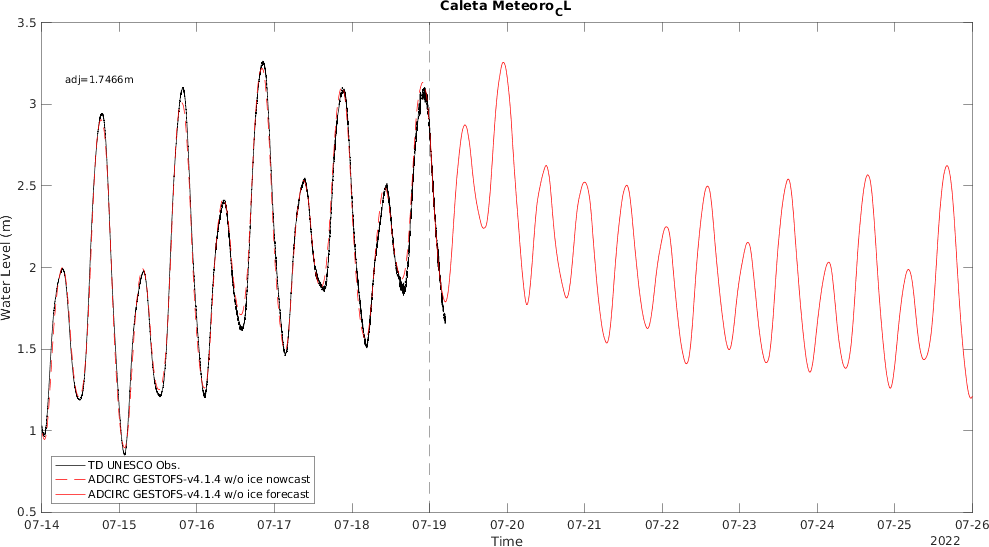 Caleta Meteoro_CL
adj=1.7466m
3.5
3
2.5
2
1.5
1
0.5
Water Level (m)
TD UNESCO Obs.
ADCIRC GESTOFS-v4.1.4 w/o ice nowcast
ADCIRC GESTOFS-v4.1.4 w/o ice forecast
07-14 07-15 07-16 07-17 07-18 07-19 07-20 07-21 07-22 07-23 07-24 07-25 07-26
Time
2022